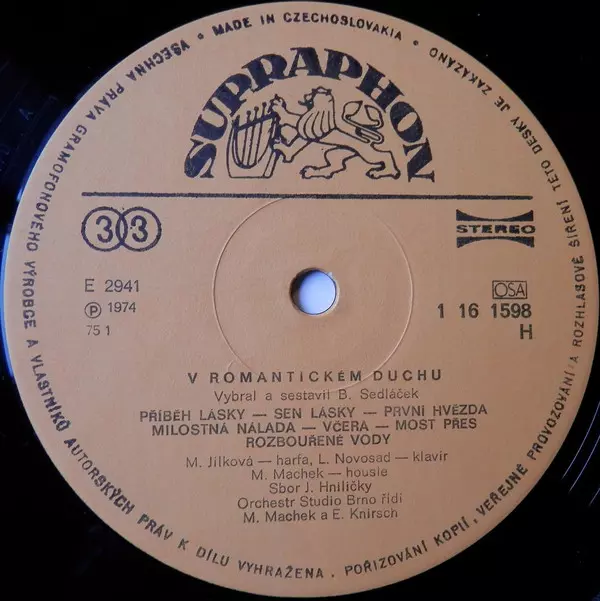 VŠECHNA PRÁVA GRAMOFONOVÉHO VÝROBCE A VLASTNÍKŮ AUTORSKÝCH PRÁV K DÍLU VYHRAŽENA. POŘIZOVÁNÍ KOPIÍ, VEŘEJNÉ PROVOZOVÁNÍ A ROZHLASOVÉ ŠÍŘENÍ TÉTO DESKY JE ZAKÁZÁNO
• MADE IN CZECHOSLOVAKIA •
SUPRAPHON
33
STEREO
E 2941
℗ 1974
75 1
OSA
1 16 1598
H
V ROMANTICKÉM DUCHU
Vybral a sestavil B. Sedláček
PŘÍBĚH LÁSKY — SEN LÁSKY — PRVNÍ HVĚZDA
MILOSTNÁ NÁLADA — VČERA — MOST PŘES
ROZBOUŘENÉ VODY
M. Jílková — harfa, L. Novosad — klavír
M. Machek — housle
Sbor J. Hniličky
Orchestr Studio Brno řídí
M. Machek a E. Knirsch